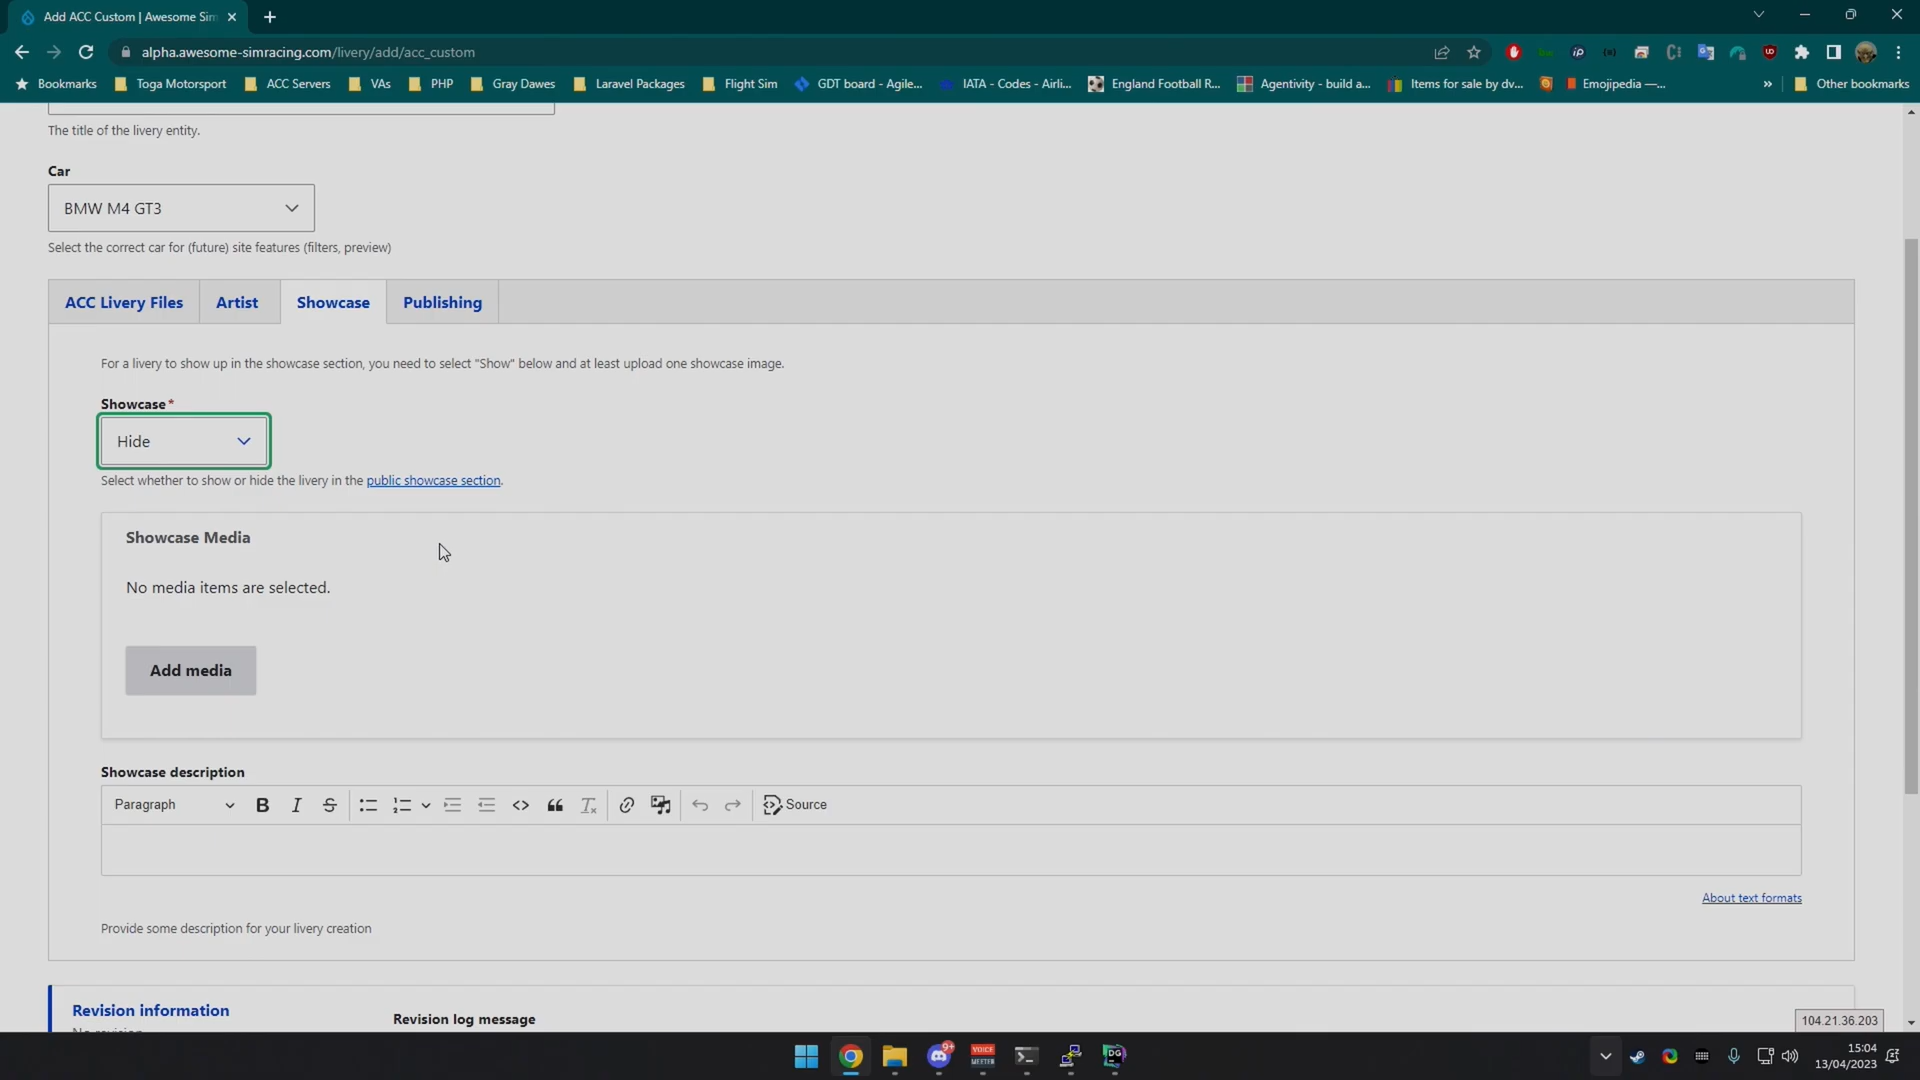 Add ACC Custom | Awesome Sim
alpha.awesome-simracing.com/livery/add/acc_custom
Bookmarks
Toga Motorsport
ACC Servers
VAs
PHP
Gray Dawes
Laravel Packages
Flight Sim
GDT board - Agile...
IATA - Codes - Airli...
England Football R...
Agentivity - build a...
Items for sale by dv...
Emojipedia —...
»
Other bookmarks
The title of the livery entity.
Car
BMW M4 GT3
Select the correct car for (future) site features (filters, preview)
ACC Livery Files
Artist
Showcase
Publishing
For a livery to show up in the showcase section, you need to select "Show" below and at least upload one showcase image.
Showcase*
Hide
Select whether to show or hide the livery in the public showcase section.
Showcase Media
No media items are selected.
Add media
Showcase description
Paragraph
Source
About text formats
Provide some description for your livery creation
Revision information
No revision
Revision log message
104.21.36.203
9+
VOICE
MEETER
DG
15:04
13/04/2023